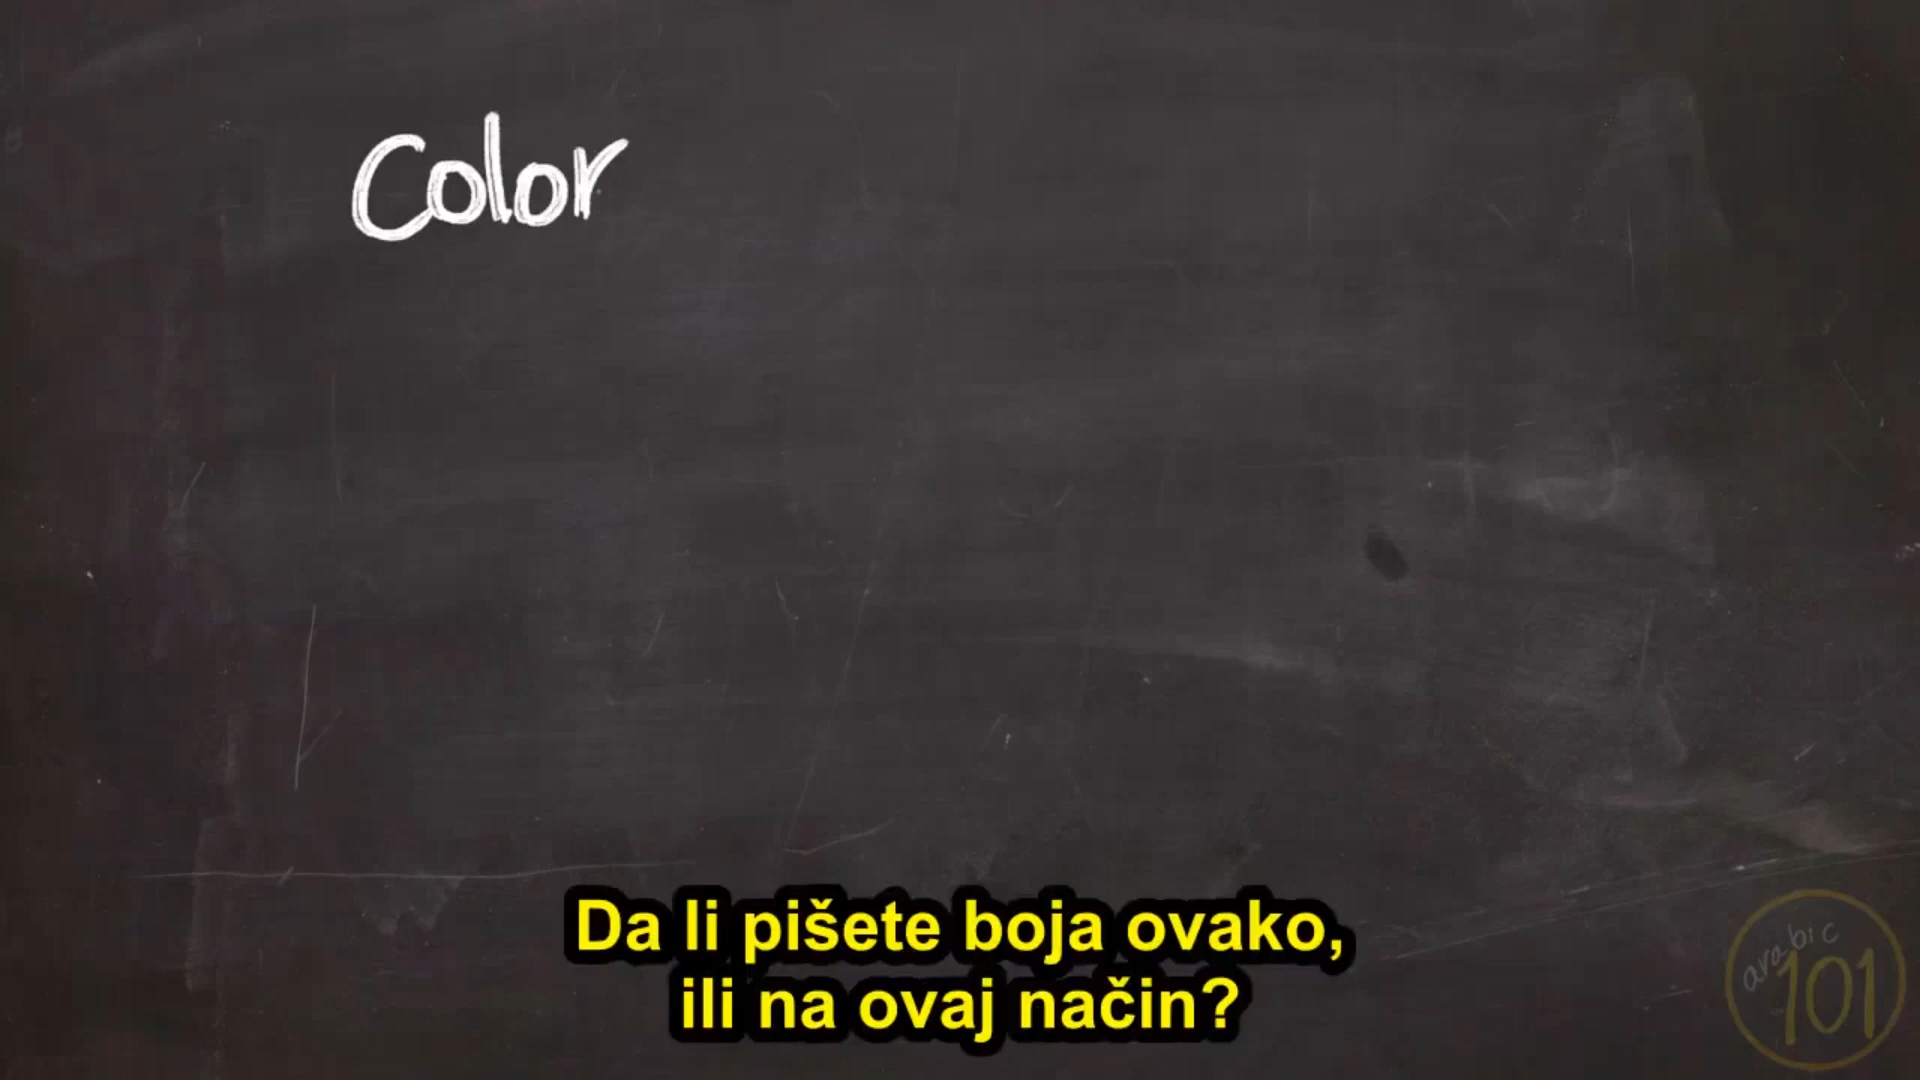 Color
Da li pišete boja ovako,
ili na ovaj način?
arabic
101